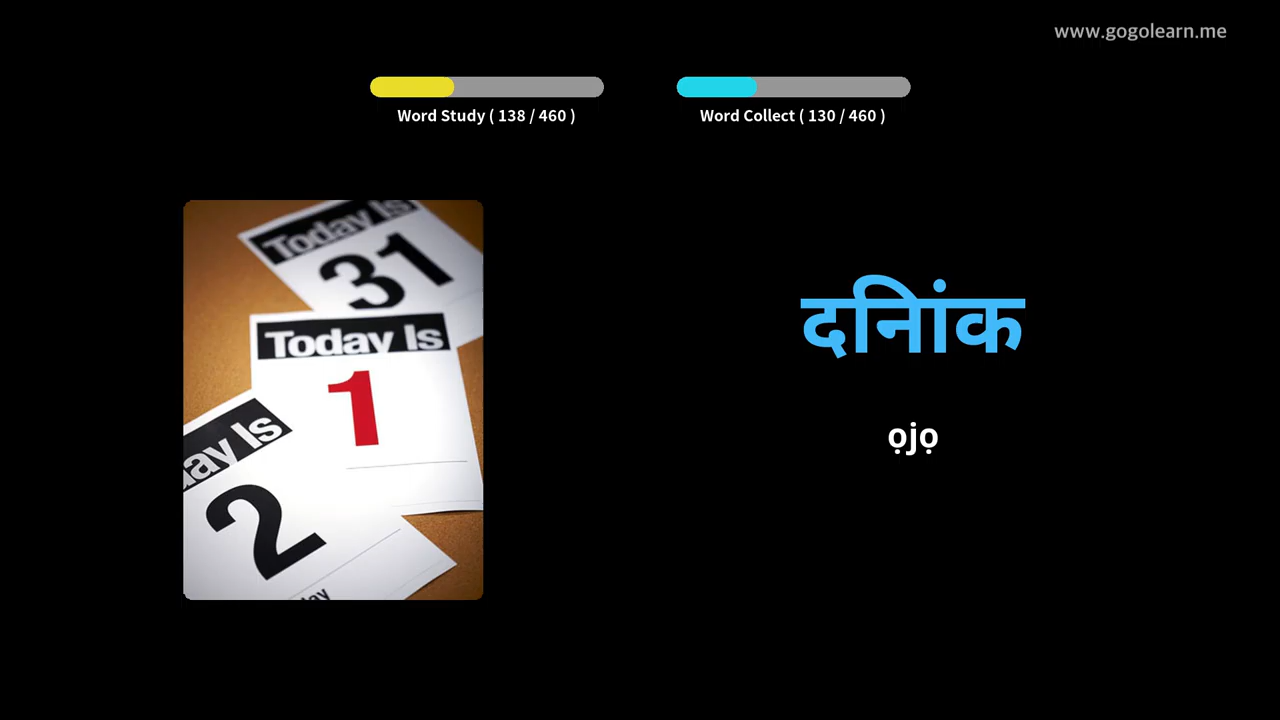 www.gogolearn.me
Word Study ( 138 / 460 )
Word Collect ( 130 / 460 )
Today Is
31
Today Is
1
ay Is
2
ay
दनिांक
ọjọ